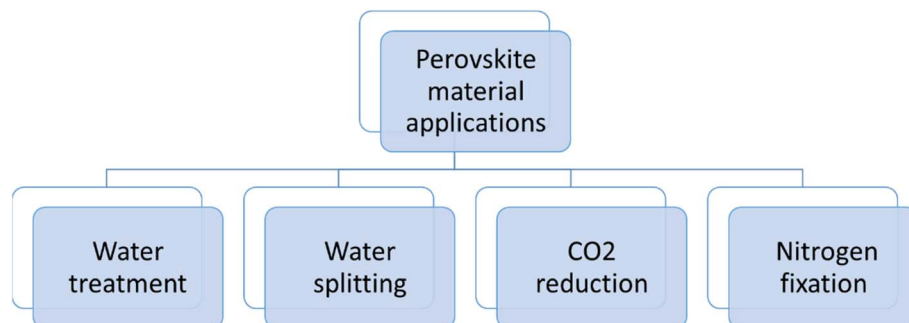 Perovskite
material
applications
Water
treatment
Water
splitting
CO2
reduction
Nitrogen
fixation